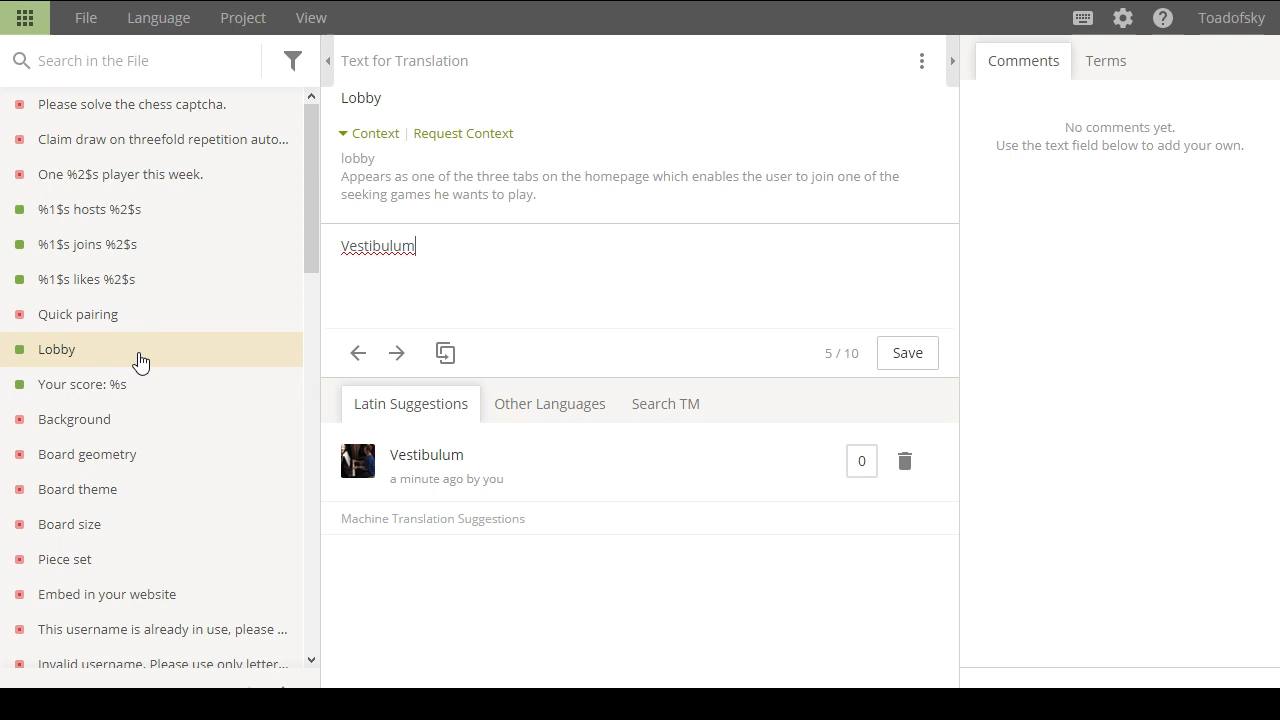 File Language Project View Toadofsky
Search in the File
Please solve the chess captcha.
Claim draw on threefold repetition auto...
One %2$s player this week.
%1$s hosts %2$s
%1$s joins %2$s
%1$s likes %2$s
Quick pairing
Lobby
Your score: %s
Background
Board geometry
Board theme
Board size
Piece set
Embed in your website
This username is already in use, please ...
Invalid username. Please use only letter...
Text for Translation
Lobby
Context | Request Context
lobby
Appears as one of the three tabs on the homepage which enables the user to join one of the
seeking games he wants to play.
Vestibulum
5 / 10 Save
Latin Suggestions Other Languages Search TM
Vestibulum
0
a minute ago by you
Machine Translation Suggestions
Comments Terms
No comments yet.
Use the text field below to add your own.